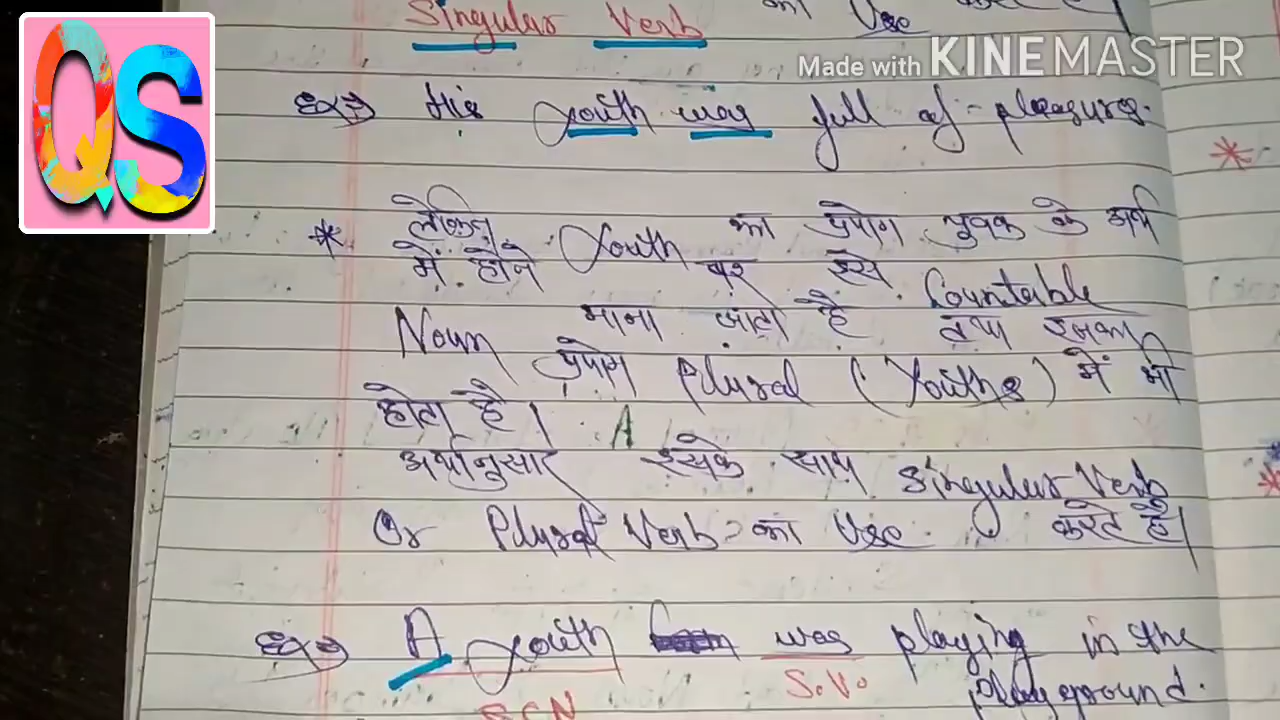 Singular Verb का Use करते है
Made with KINEMASTER
QS
Ex→ His youth was full of pleasure.
* लेकिन Youth का प्रयोग युवक के अर्थ
में होने पर इसे Countable
Noun माना जाता है तथा इसका
प्रयोग Plural (Youths) में भी
होता है।
A
अर्थानुसार इसके साथ Singular Verb
Or Plural Verb का Use करते है।
Ex→ A youth was playing in the
playground.
S.V.
S.C.N